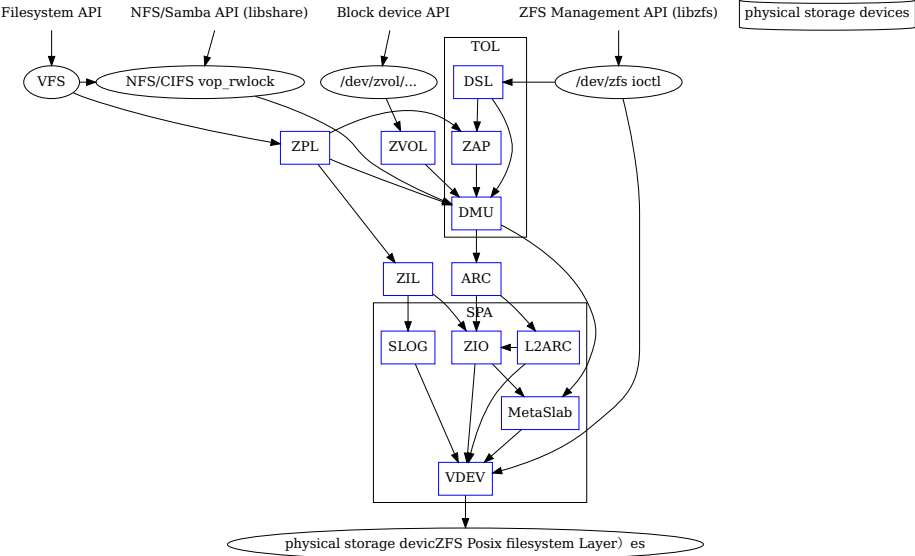 Filesystem API
NFS/Samba API (libshare)
Block device API
ZFS Management API (libzfs)
physical storage devices
TOL
VFS
NFS/CIFS vop_rwlock
/dev/zvol/...
DSL
/dev/zfs ioctl
ZPL
ZVOL
ZAP
DMU
ZIL
ARC
SPA
SLOG
ZIO
L2ARC
MetaSlab
VDEV
physical storage devicZFS Posix filesystem Layer）es